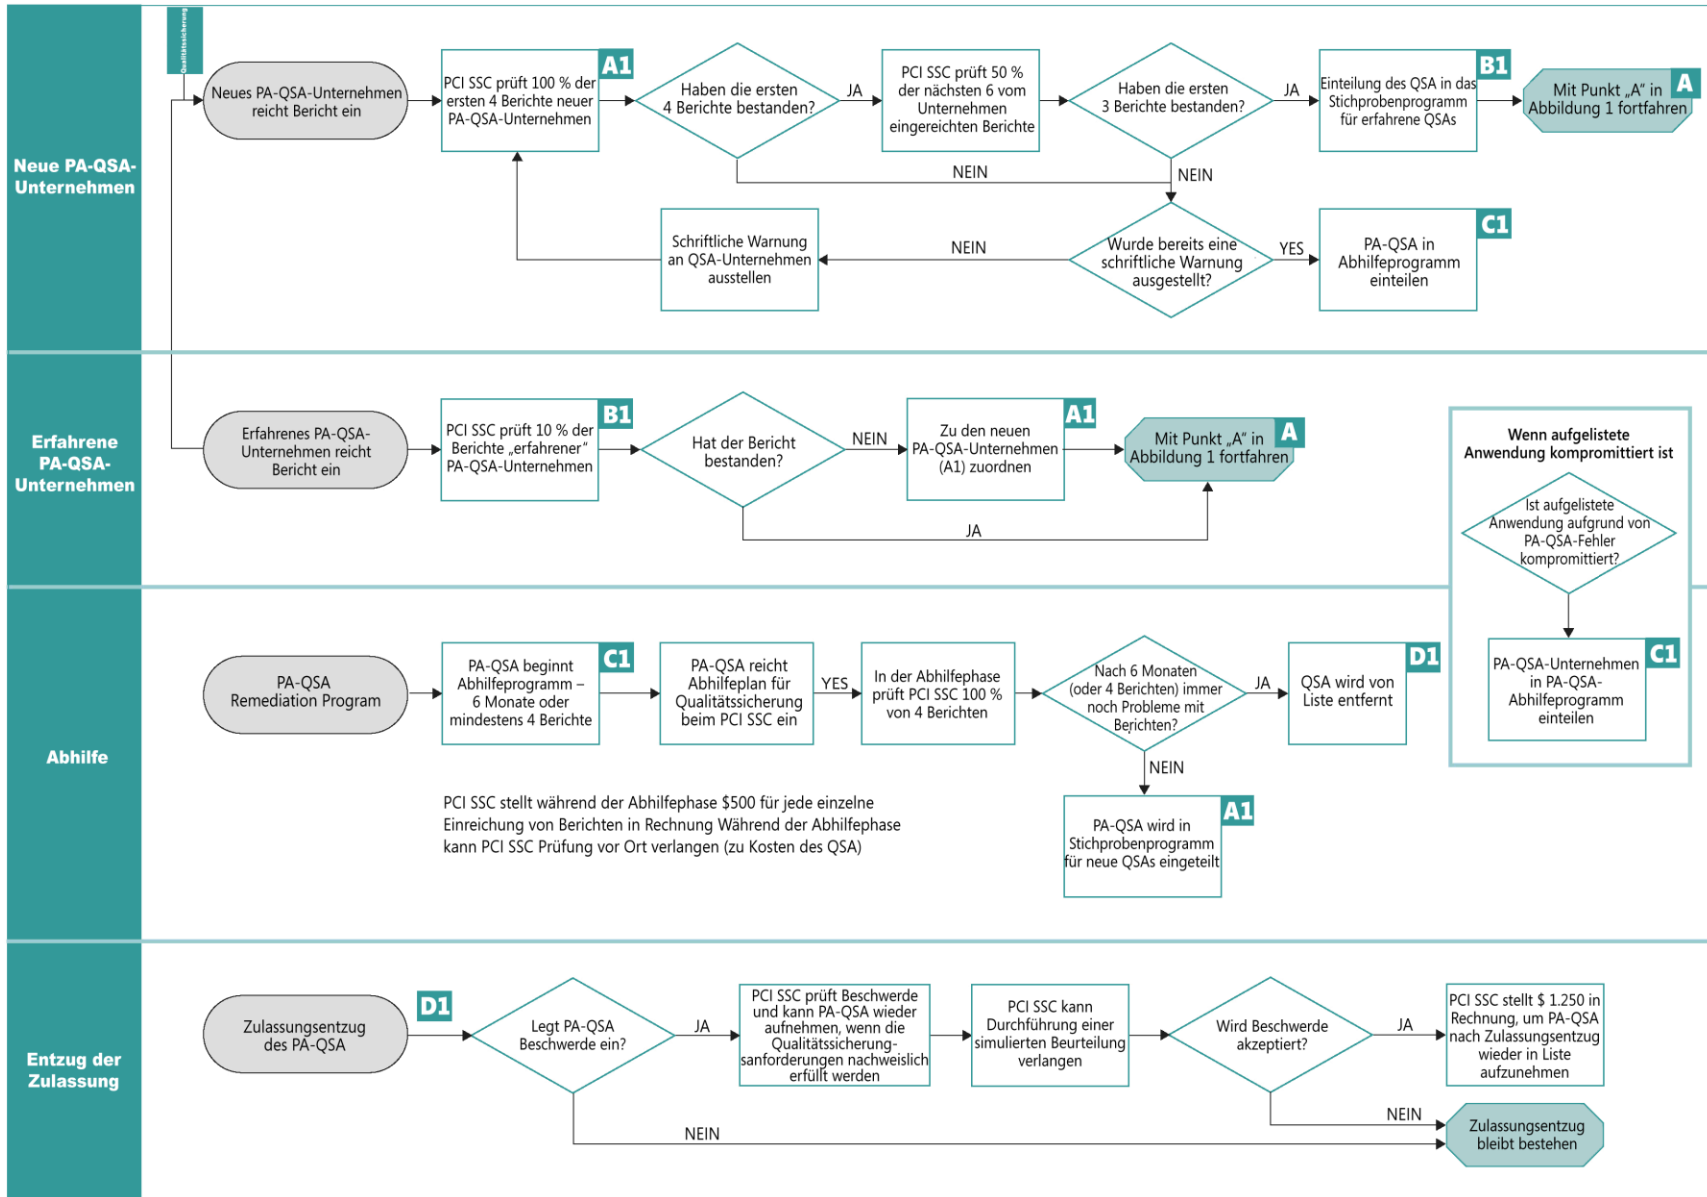 Qualitätssicherung
Neue PA-QSA-
Unternehmen
Neues PA-QSA-Unternehmen
reicht Bericht ein
A1
PCI SSC prüft 100 % der
ersten 4 Berichte neuer
PA-QSA-Unternehmen
Haben die ersten
4 Berichte bestanden?
JA
NEIN
PCI SSC prüft 50 %
der nächsten 6 vom
Unternehmen
eingereichten Berichte
Haben die ersten
3 Berichte bestanden?
JA
NEIN
B1
Einteilung des QSA in das
Stichprobenprogramm
für erfahrene QSAs
A
Mit Punkt „A“ in
Abbildung 1 fortfahren
Schriftliche Warnung
an QSA-Unternehmen
ausstellen
NEIN
Wurde bereits eine
schriftliche Warnung
ausgestellt?
YES
C1
PA-QSA in
Abhilfeprogramm
einteilen
Erfahrene
PA-QSA-
Unternehmen
Erfahrenes PA-QSA-
Unternehmen reicht
Bericht ein
B1
PCI SSC prüft 10 % der
Berichte „erfahrener“
PA-QSA-Unternehmen
Hat der Bericht
bestanden?
NEIN
JA
A1
Zu den neuen
PA-QSA-Unternehmen
(A1) zuordnen
A
Mit Punkt „A“ in
Abbildung 1 fortfahren
Wenn aufgelistete
Anwendung kompromittiert ist
Ist aufgelistete
Anwendung aufgrund von
PA-QSA-Fehler
kompromittiert?
C1
PA-QSA-Unternehmen
in PA-QSA-
Abhilfeprogramm
einteilen
Abhilfe
PA-QSA
Remediation Program
C1
PA-QSA beginnt
Abhilfeprogramm –
6 Monate oder
mindestens 4 Berichte
PA-QSA reicht
Abhilfeplan für
Qualitätssicherung
beim PCI SSC ein
YES
In der Abhilfephase
prüft PCI SSC 100 %
von 4 Berichten
Nach 6 Monaten
(oder 4 Berichten) immer
noch Probleme mit
Berichten?
JA
NEIN
D1
QSA wird von
Liste entfernt
A1
PA-QSA wird in
Stichprobenprogramm
für neue QSAs eingeteilt
PCI SSC stellt während der Abhilfephase $500 für jede einzelne
Einreichung von Berichten in Rechnung Während der Abhilfephase
kann PCI SSC Prüfung vor Ort verlangen (zu Kosten des QSA)
Entzug der
Zulassung
Zulassungsentzug
des PA-QSA
D1
Legt PA-QSA
Beschwerde ein?
JA
NEIN
PCI SSC prüft Beschwerde
und kann PA-QSA wieder
aufnehmen, wenn die
Qualitätssicherung-
sanforderungen nachweislich
erfüllt werden
PCI SSC kann
Durchführung einer
simulierten Beurteilung
verlangen
Wird Beschwerde
akzeptiert?
JA
NEIN
PCI SSC stellt $ 1.250 in
Rechnung, um PA-QSA
nach Zulassungsentzug
wieder in Liste
aufzunehmen
Zulassungsentzug
bleibt bestehen